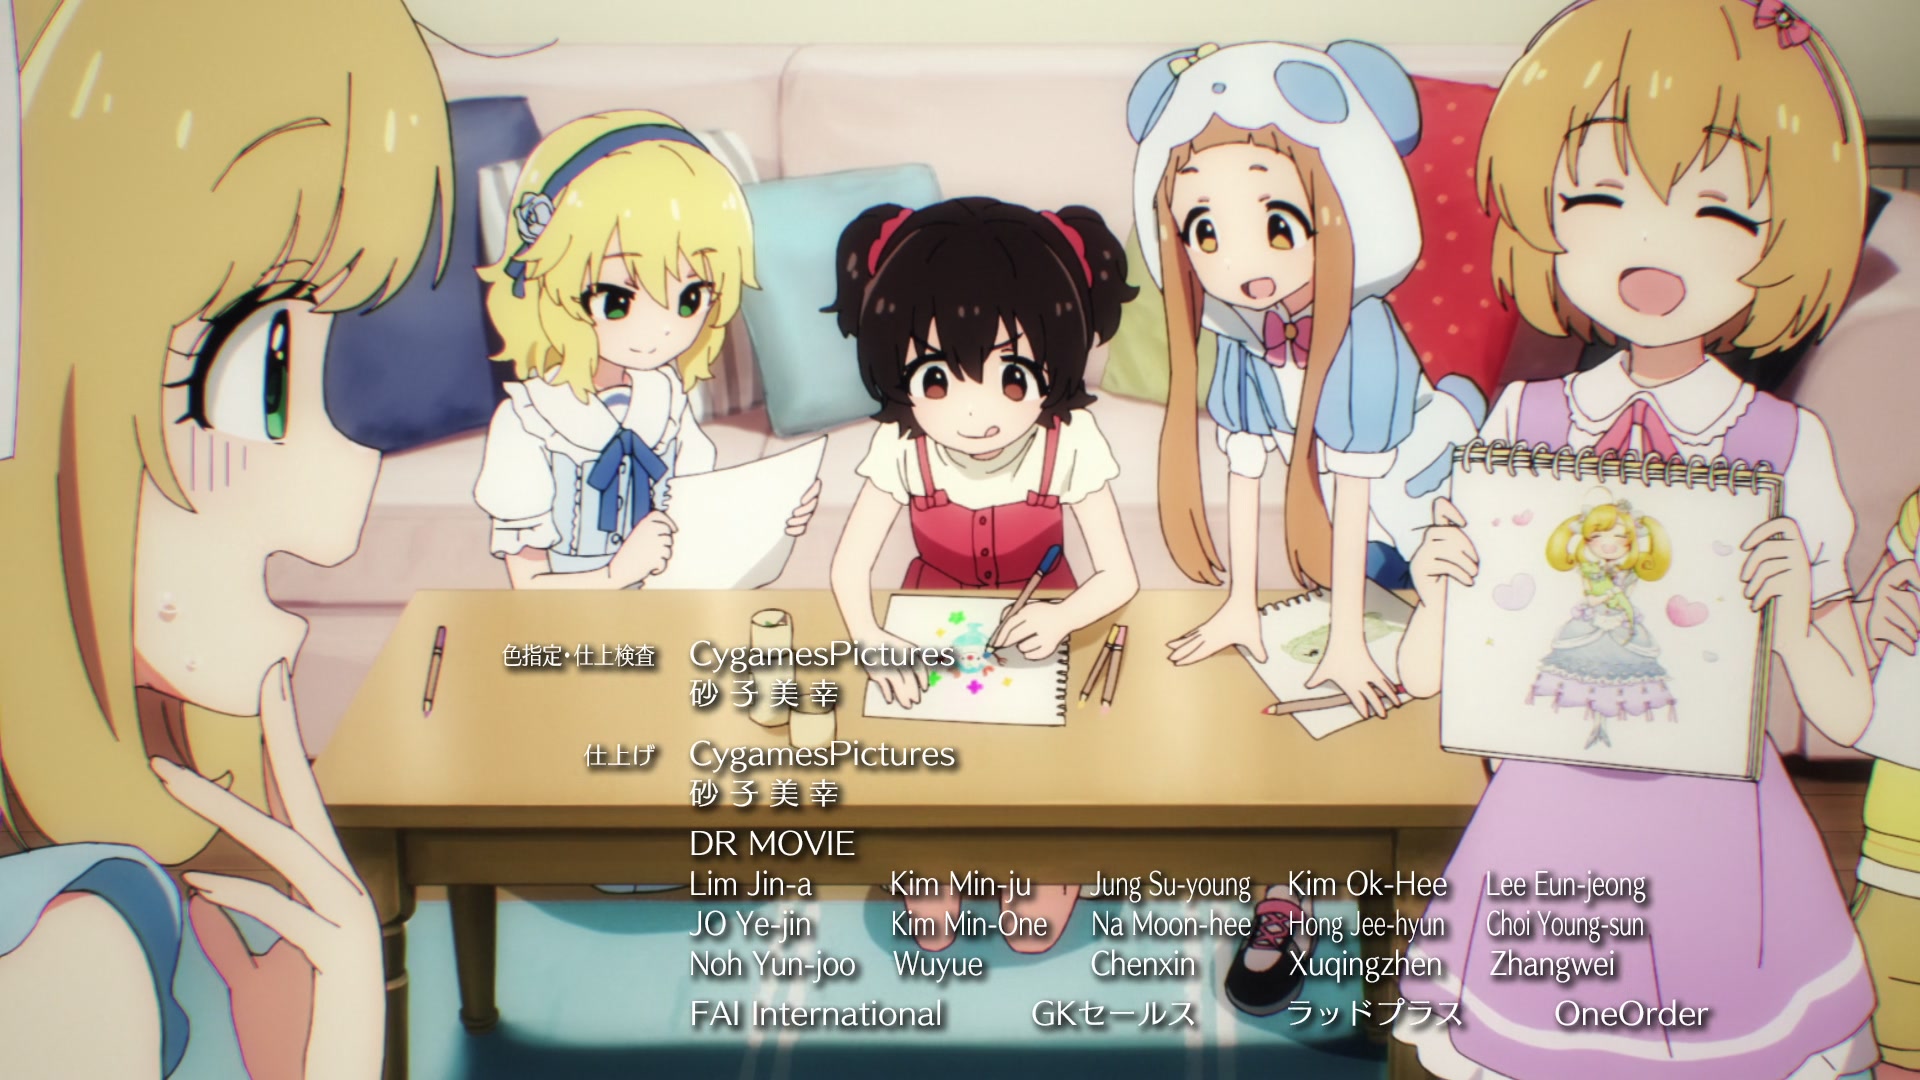 色指定・仕上検査 CygamesPictures
砂子美幸
仕上げ CygamesPictures
砂子美幸
DR MOVIE
Lim Jin-a Kim Min-ju Jung Su-young Kim Ok-Hee Lee Eun-jeong
JO Ye-jin Kim Min-One Na Moon-hee Hong Jee-hyun Choi Young-sun
Noh Yun-joo Wuyue Chenxin Xuqingzhen Zhangwei
FAI International GKセールス ラッドプラス OneOrder